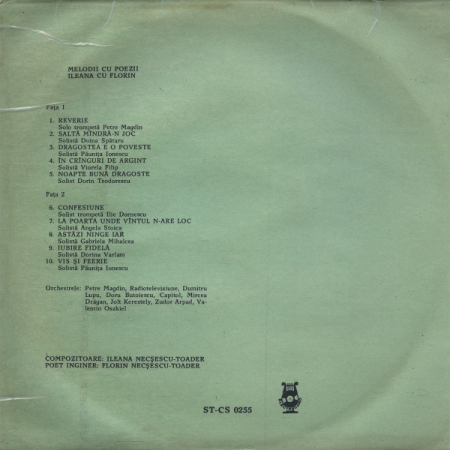 MELODII CU POEZII
ILEANA CU FLORIN
Fața 1
1. REVERIE
Solo trompetă Petre Magdin
2. SALTĂ MÎNDRĂ-N JOC
Solistă Doina Spătaru
3. DRAGOSTEA E O POVESTE
Solistă Păunița Ionescu
4. ÎN CRÎNGURI DE ARGINT
Solistă Viorela Filip
5. NOAPTE BUNĂ DRAGOSTE
Solist Dorin Teodorescu
Fața 2
6. CONFESIUNE
Solist trompetă Ilie Dornescu
7. LA POARTA UNDE VÎNTUL N-ARE LOC
Solistă Angela Stoica
8. ASTĂZI NINGE IAR
Solistă Gabriela Mihalcea
9. IUBIRE FIDELĂ
Solistă Dorina Varlam
10. VIS ȘI FEERIE
Solistă Păunița Ionescu
Orchestrele: Petre Magdin, Radioteleviziune, Dumitru
Lupu, Doru Butoiescu, Capitol, Mircea
Drăgan, Jolt Kerestely, Zudor Arpad, Va-
lentin Oszkiel
COMPOZITOARE: ILEANA NECȘESCU-TOADER
POET INGINER: FLORIN NECȘESCU-TOADER
ST-CS 0255